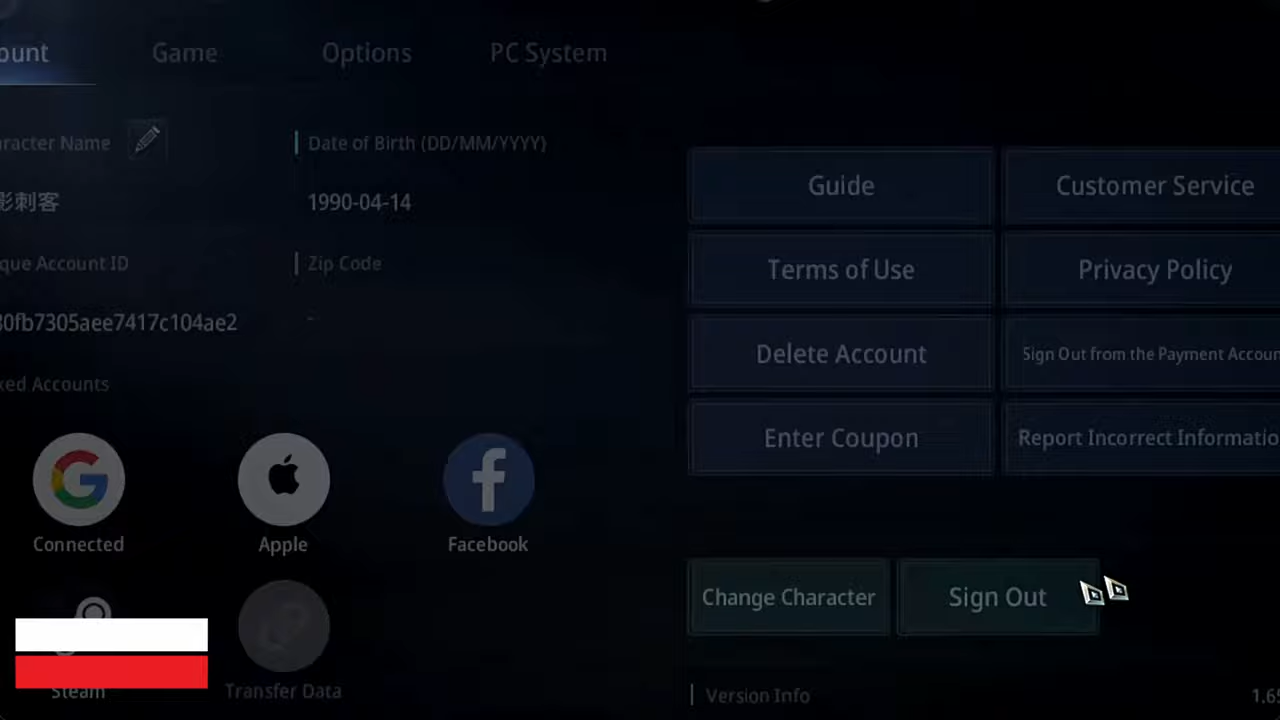 ount
Game
Options
PC System
aracter Name
Date of Birth (DD/MM/YYYY)
影刺客
1990-04-14
que Account ID
Zip Code
30fb7305aee7417c104ae2
-
ked Accounts
Connected
Apple
Facebook
Steam
Transfer Data
Guide
Customer Service
Terms of Use
Privacy Policy
Delete Account
Sign Out from the Payment Accoun
Enter Coupon
Report Incorrect Informatio
Change Character
Sign Out
Version Info
1.6